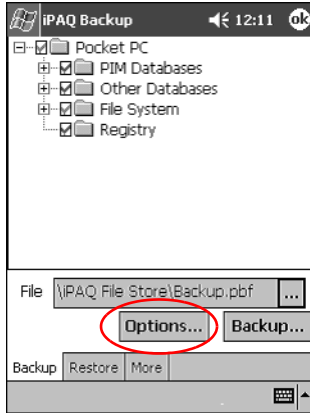 iPAQ Backup 12:11 ok
Pocket PC
PIM Databases
Other Databases
File System
Registry
File \iPAQ File Store\Backup.pbf ...
Options... Backup...
Backup Restore More